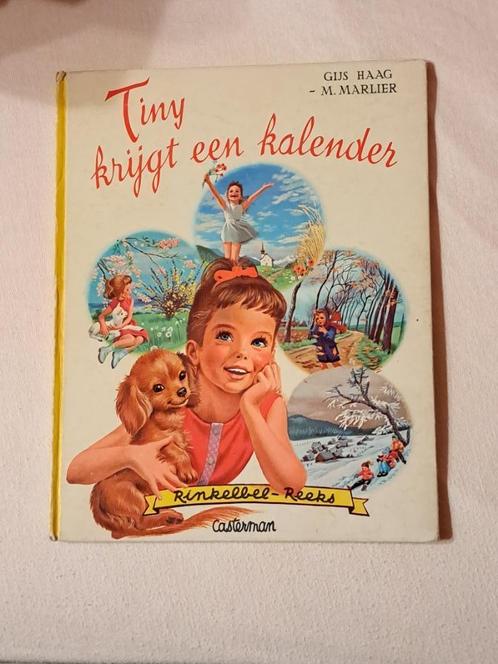 GIJS HAAG
- M. MARLIER
Tiny
krijgt een kalender
Rinkelbel-Reeks
Casterman